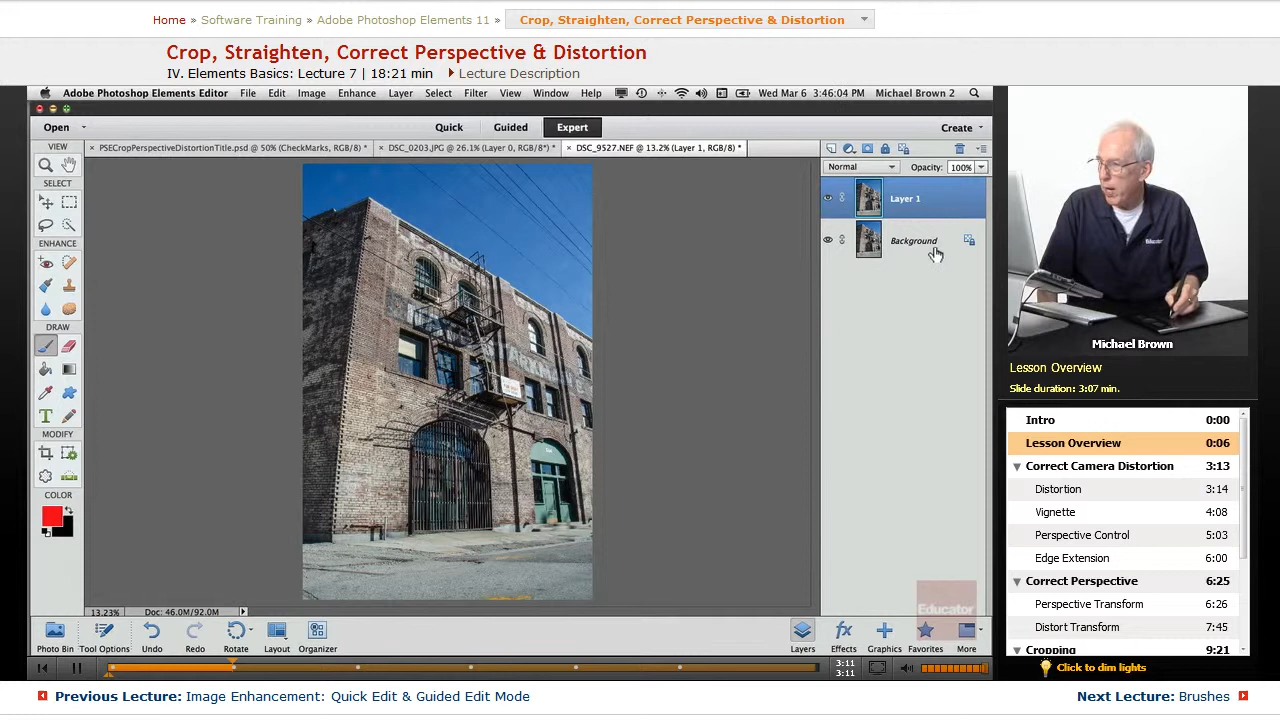 Home » Software Training » Adobe Photoshop Elements 11 » Crop, Straighten, Correct Perspective & Distortion
Crop, Straighten, Correct Perspective & Distortion
IV. Elements Basics: Lecture 7 | 18:21 min Lecture Description
Adobe Photoshop Elements Editor File Edit Image Enhance Layer Select Filter View Window Help Wed Mar 6 3:46:04 PM Michael Brown 2
Open Quick Guided Expert Create
VIEW
PSECropPerspectiveDistortionTitle.psd @ 50% (CheckMarks, RGB/8) * DSC_0203.JPG @ 26.1% (Layer 0, RGB/8*) * DSC_9527.NEF @ 13.2% (Layer 1, RGB/8) *
Normal Opacity: 100%
SELECT
Layer 1
Background
ENHANCE
DRAW
T
MODIFY
COLOR
13.23% Doc: 46.0M/92.0M
Photo Bin Tool Options Undo Redo Rotate Layout Organizer Layers Effects Graphics Favorites More
fx
Educator
3:11
3:11
Michael Brown
Lesson Overview
Slide duration: 3:07 min.
Intro 0:00
Lesson Overview 0:06
Correct Camera Distortion 3:13
Distortion 3:14
Vignette 4:08
Perspective Control 5:03
Edge Extension 6:00
Correct Perspective 6:25
Perspective Transform 6:26
Distort Transform 7:45
Cropping 9:21
Click to dim lights
Previous Lecture: Image Enhancement: Quick Edit & Guided Edit Mode
Next Lecture: Brushes